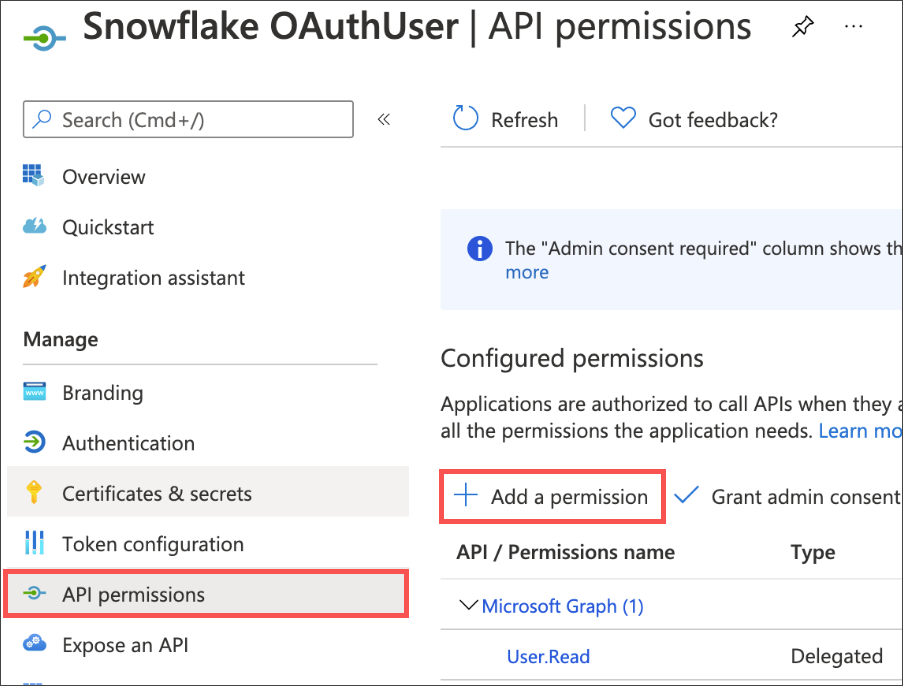 Snowflake OAuthUser | API permissions
Search (Cmd+/)
Refresh
Got feedback?
Overview
Quickstart
Integration assistant
The "Admin consent required" column shows th
more
Manage
Configured permissions
Branding
Applications are authorized to call APIs when they a
all the permissions the application needs. Learn mo
Authentication
Certificates & secrets
Add a permission
Grant admin consent
Token configuration
API / Permissions name
Type
API permissions
Microsoft Graph (1)
Expose an API
User.Read
Delegated